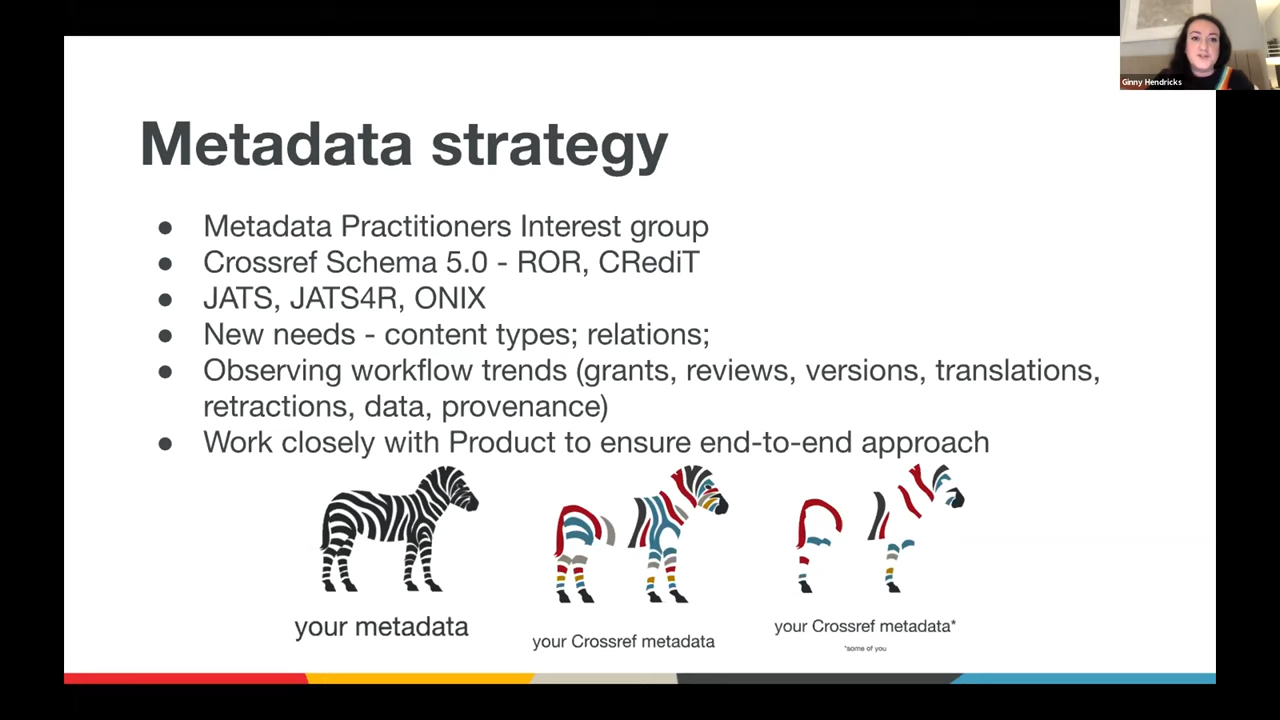 Ginny Hendricks
Metadata strategy
● Metadata Practitioners Interest group
● Crossref Schema 5.0 - ROR, CRediT
● JATS, JATS4R, ONIX
● New needs - content types; relations;
● Observing workflow trends (grants, reviews, versions, translations,
retractions, data, provenance)
● Work closely with Product to ensure end-to-end approach
your metadata
your Crossref metadata
your Crossref metadata*
*some of you